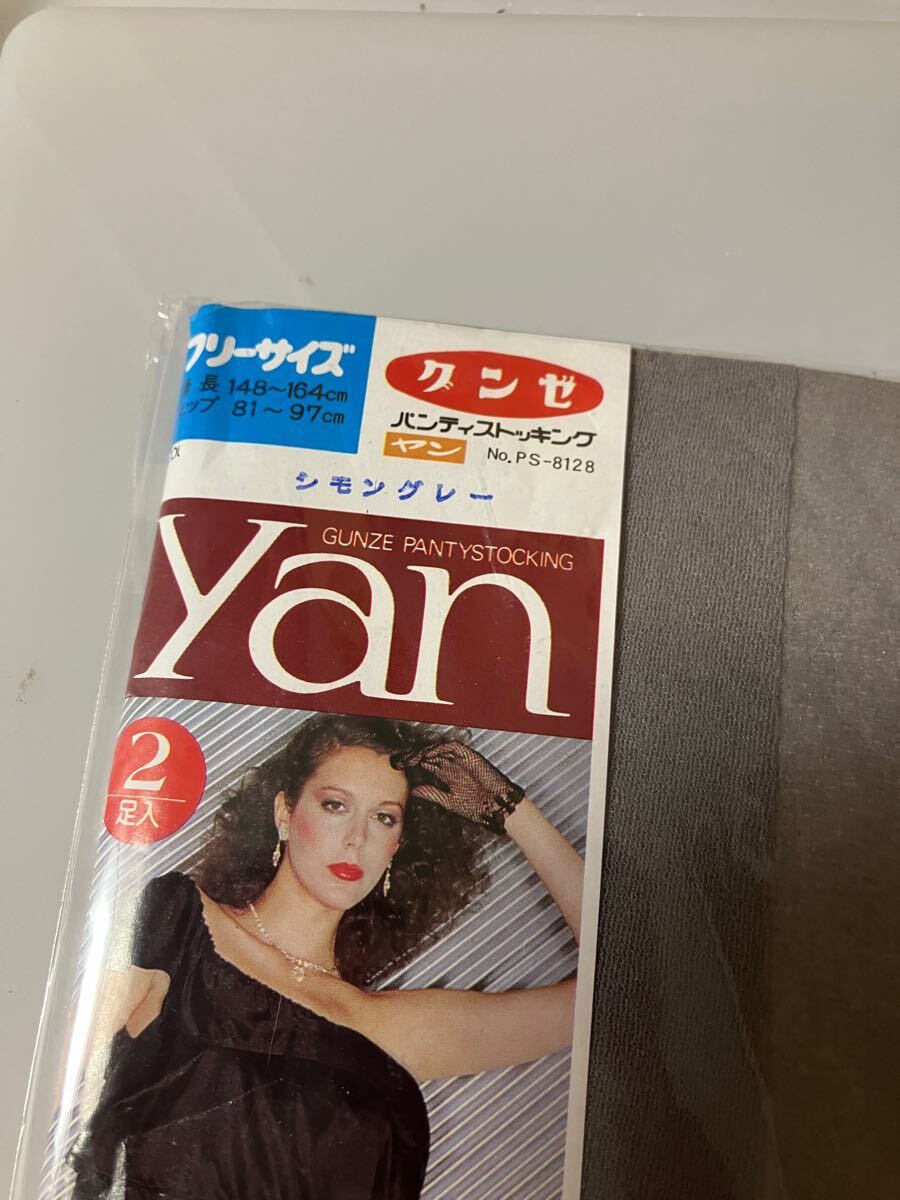 フリーサイズ
身長 148～164cm
ヒップ 81～97cm
グンゼ
パンティストッキング
ヤン No.PS-8128
シモングレー
GUNZE PANTYSTOCKING
Yan
2
足入